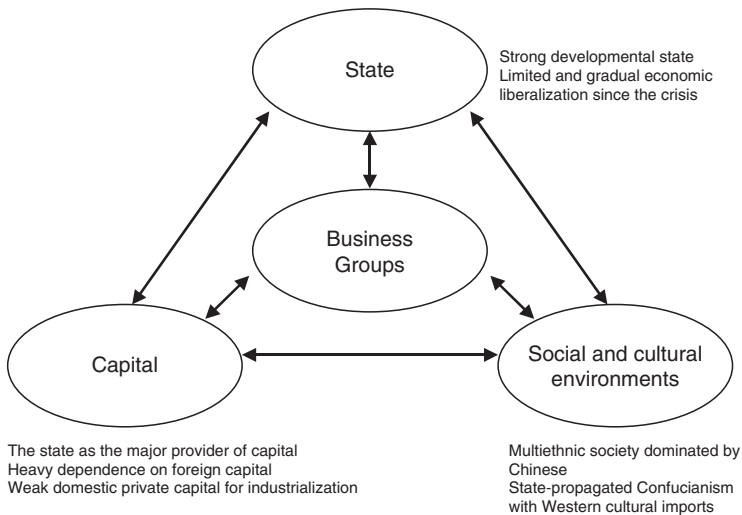 State
Strong developmental state
Limited and gradual economic
liberalization since the crisis
Business
Groups
Capital
Social and cultural
environments
The state as the major provider of capital
Heavy dependence on foreign capital
Weak domestic private capital for industrialization
Multiethnic society dominated by
Chinese
State-propagated Confucianism
with Western cultural imports